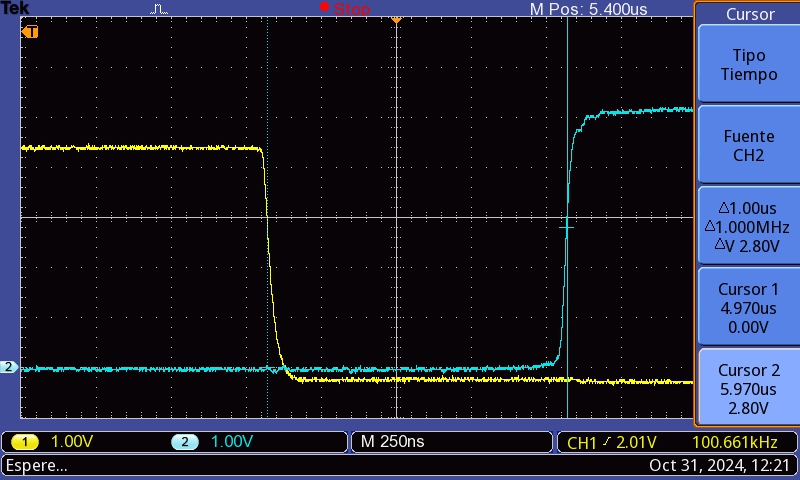 Tek
Stop
M Pos: 5.400us
T
Cursor
Tipo
Tiempo
Fuente
CH2
△1.00us
△1.000MHz
△V 2.80V
Cursor 1
4.970us
0.00V
2
Cursor 2
5.970us
2.80V
1 1.00V 2 1.00V M 250ns CH1 / 2.01V 100.661kHz
Espere... Oct 31, 2024, 12:21